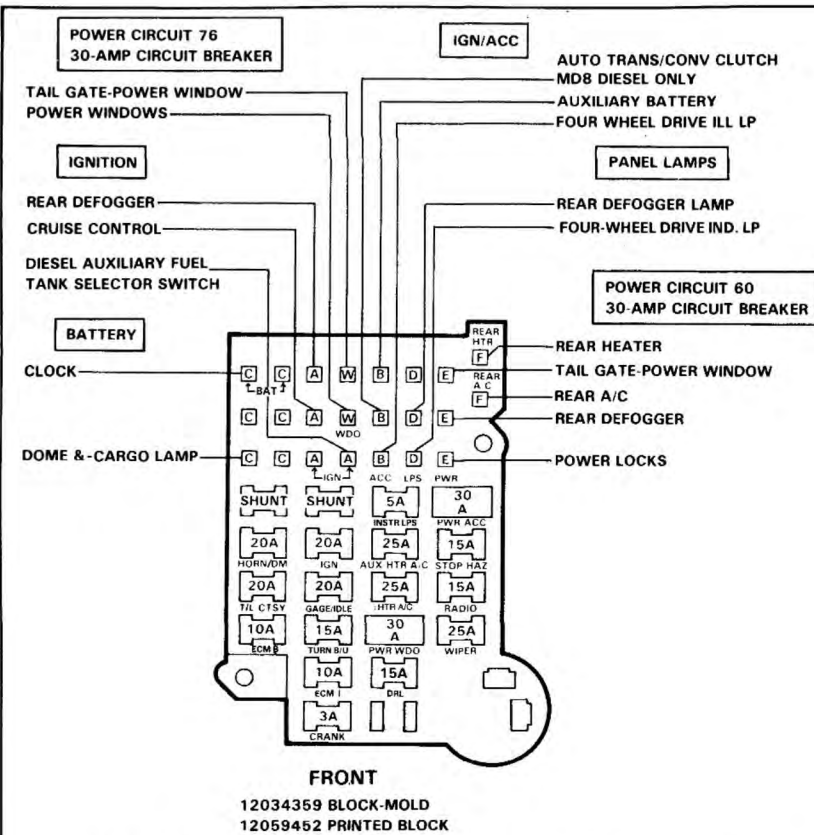 POWER CIRCUIT 76
30-AMP CIRCUIT BREAKER
IGN/ACC
AUTO TRANS/CONV CLUTCH
MD8 DIESEL ONLY
TAIL GATE-POWER WINDOW
AUXILIARY BATTERY
POWER WINDOWS
FOUR WHEEL DRIVE ILL LP
IGNITION
PANEL LAMPS
REAR DEFOGGER
REAR DEFOGGER LAMP
CRUISE CONTROL
FOUR-WHEEL DRIVE IND. LP
DIESEL AUXILIARY FUEL
TANK SELECTOR SWITCH
POWER CIRCUIT 60
30-AMP CIRCUIT BREAKER
BATTERY
REAR
HTR
F
REAR HEATER
CLOCK
C C A W B D E
TAIL GATE-POWER WINDOW
BAT
REAR
A C
F
REAR A/C
C C A W B D E
REAR DEFOGGER
WDO
DOME &-CARGO LAMP
C C A A B D E
POWER LOCKS
IGN ACC LPS PWR
SHUNT SHUNT 5A 30
A
INSTR LPS PWR ACC
20A 20A 25A 15A
HORN/DM IGN AUX HTR A-C STOP HAZ
20A 20A 25A 15A
T/L CTSY GAGE/IDLE HTR A/C RADIO
10A 15A 30
A 25A
ECM B TURN B/U PWR WDO WIPER
10A 15A
ECM I DRL
3A
CRANK
FRONT
12034359 BLOCK-MOLD
12059452 PRINTED BLOCK